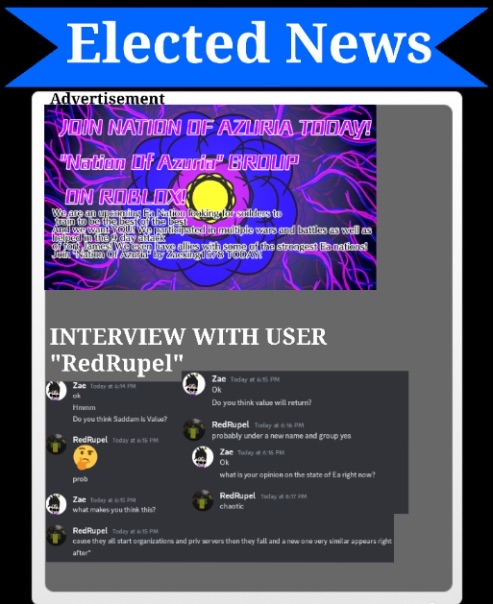 Elected News
Advertisement
JOIN NATION OF AZURIA TODAY!
"Nation Of Azuria" GROUP
ON ROBLOX!
We are an upcoming Ea Nation looking for soilders to
train to be the best of the best
And we want YOU! We participated in multiple wars and battles as well as
helped in the day attack
of four James! We even have allies with some of the strongest Ea nations!
Join "Nation Of Azuria" by TODAY!
INTERVIEW WITH USER
"RedRupel"
Zae Today at 6:14 PM
ok
Hmmm
Do you think Saddam is Value?
RedRupel Today at 6:15 PM
prob
Zae Today at 6:15 PM
what makes you think this?
RedRupel Today at 6:15 PM
cause they all start organizations and priv servers then they fall and a new one very similar appears right
after"
Zae Today at 6:15 PM
Ok
Do you think value will return?
RedRupel Today at 6:16 PM
probably under a new name and group yes
Zae Today at 6:16 PM
Ok
what is your opinion on the state of Ea right now?
RedRupel Today at 6:17 PM
chaotic